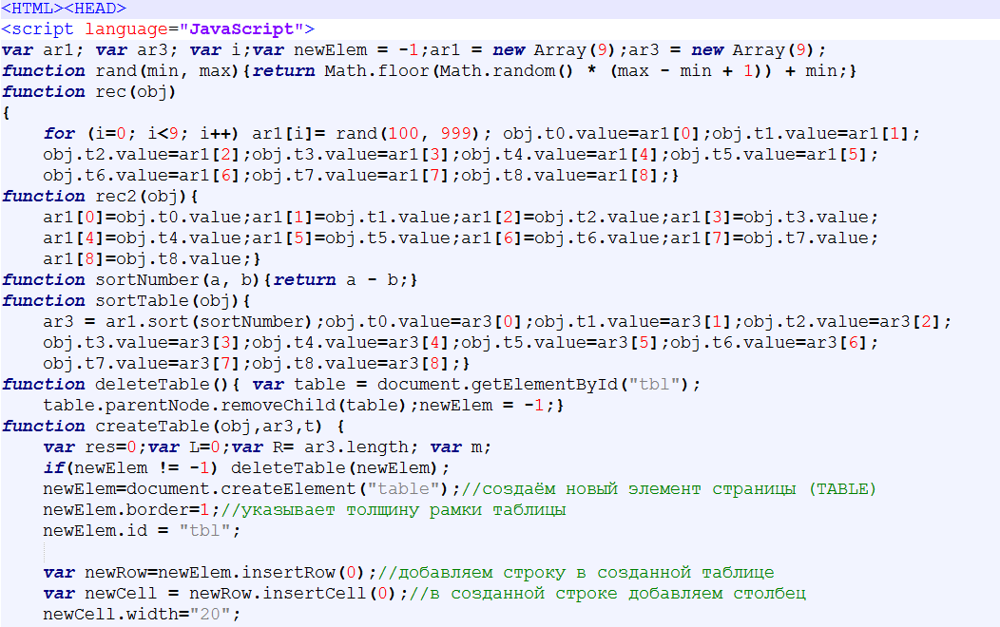 <HTML><HEAD>
<script language="JavaScript">
var ar1; var ar3; var i;var newElem = -1;ar1 = new Array(9);ar3 = new Array(9);
function rand(min, max){return Math.floor(Math.random() * (max - min + 1)) + min;}
function rec(obj)
{
    for (i=0; i<9; i++) ar1[i]= rand(100, 999); obj.t0.value=ar1[0];obj.t1.value=ar1[1];
    obj.t2.value=ar1[2];obj.t3.value=ar1[3];obj.t4.value=ar1[4];obj.t5.value=ar1[5];
    obj.t6.value=ar1[6];obj.t7.value=ar1[7];obj.t8.value=ar1[8];}
function rec2(obj){
    ar1[0]=obj.t0.value;ar1[1]=obj.t1.value;ar1[2]=obj.t2.value;ar1[3]=obj.t3.value;
    ar1[4]=obj.t4.value;ar1[5]=obj.t5.value;ar1[6]=obj.t6.value;ar1[7]=obj.t7.value;
    ar1[8]=obj.t8.value;}
function sortNumber(a, b){return a - b;}
function sortTable(obj){
    ar3 = ar1.sort(sortNumber);obj.t0.value=ar3[0];obj.t1.value=ar3[1];obj.t2.value=ar3[2];
    obj.t3.value=ar3[3];obj.t4.value=ar3[4];obj.t5.value=ar3[5];obj.t6.value=ar3[6];
    obj.t7.value=ar3[7];obj.t8.value=ar3[8];}
function deleteTable(){ var table = document.getElementById("tbl");
    table.parentNode.removeChild(table);newElem = -1;}
function createTable(obj,ar3,t) {
    var res=0;var L=0;var R= ar3.length; var m;
    if(newElem != -1) deleteTable(newElem);
    newElem=document.createElement("table");//создаём новый элемент страницы (TABLE)
    newElem.border=1;//указывает толщину рамки таблицы
    newElem.id = "tbl";
    var newRow=newElem.insertRow(0);//добавляем строку в созданной таблице
    var newCell = newRow.insertCell(0);//в созданной строке добавляем столбец
    newCell.width="20";